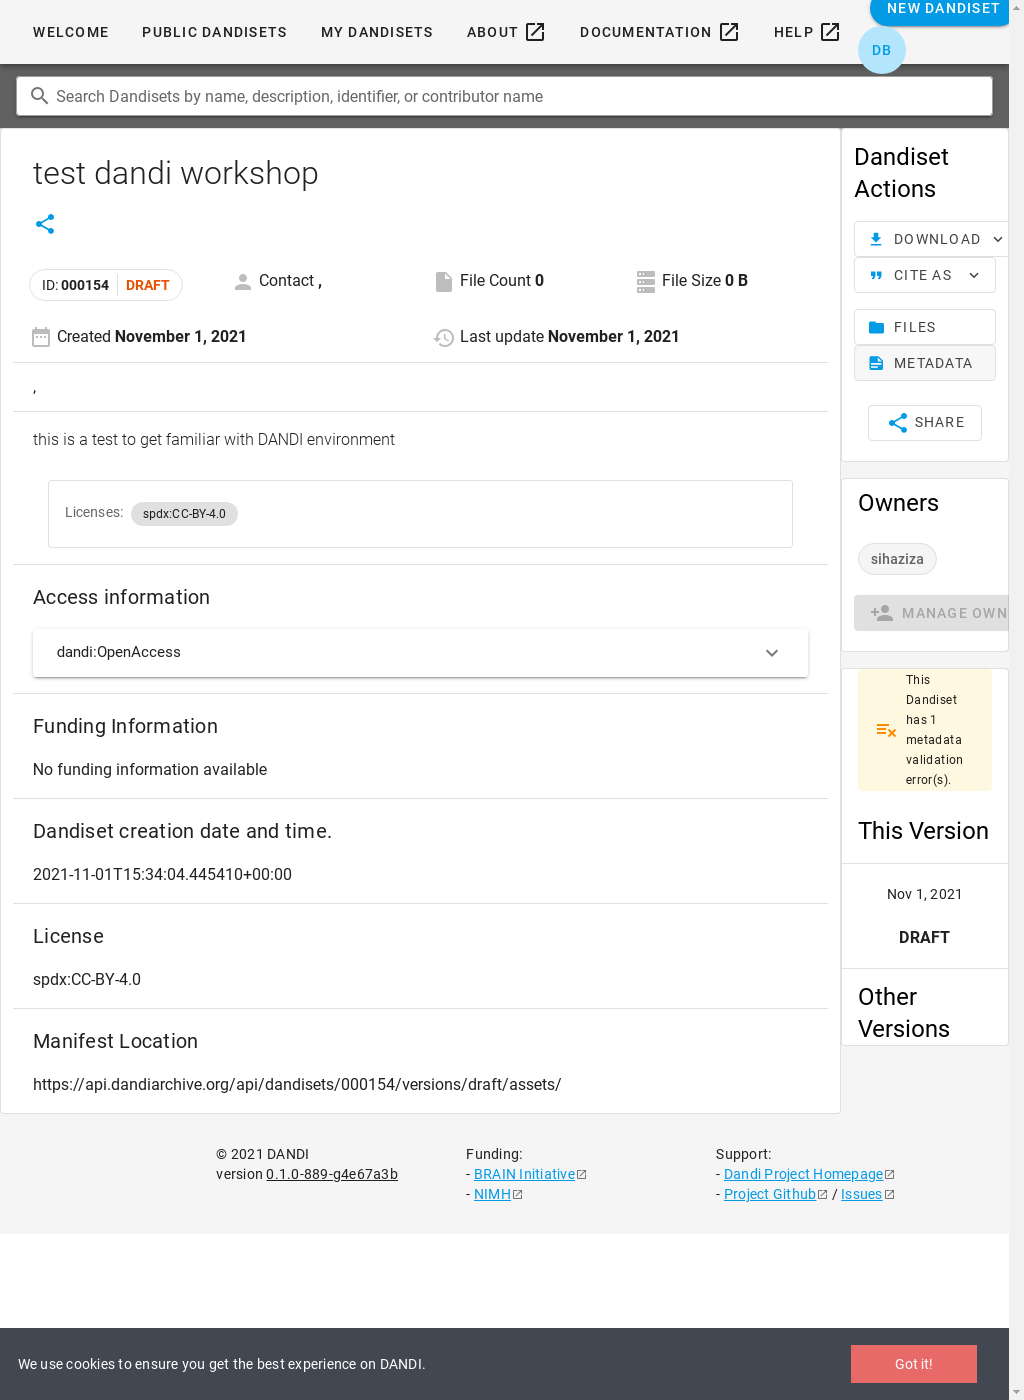 WELCOME PUBLIC DANDISETS MY DANDISETS ABOUT DOCUMENTATION HELP NEW DANDISET
DB
Search Dandisets by name, description, identifier, or contributor name
test dandi workshop
ID: 000154 DRAFT Contact , File Count 0 File Size 0 B
Created November 1, 2021 Last update November 1, 2021
,
this is a test to get familiar with DANDI environment
Licenses: spdx:CC-BY-4.0
Access information
dandi:OpenAccess
Funding Information
No funding information available
Dandiset creation date and time.
2021-11-01T15:34:04.445410+00:00
License
spdx:CC-BY-4.0
Manifest Location
https://api.dandiarchive.org/api/dandisets/000154/versions/draft/assets/
Dandiset
Actions
DOWNLOAD
CITE AS
FILES
METADATA
SHARE
Owners
sihaziza
MANAGE OWN
This
Dandiset
has 1
metadata
validation
error(s).
This Version
Nov 1, 2021
DRAFT
Other
Versions
© 2021 DANDI
version 0.1.0-889-g4e67a3b
Funding:
- BRAIN Initiative
- NIMH
Support:
- Dandi Project Homepage
- Project Github / Issues
We use cookies to ensure you get the best experience on DANDI. Got it!